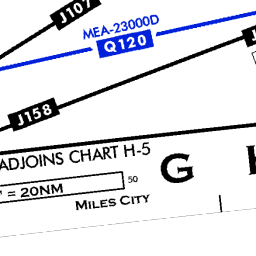 J107
MEA-23000D
Q120
J158
ADJOINS CHART H-5
G
" = 20NM
50
MILES CITY